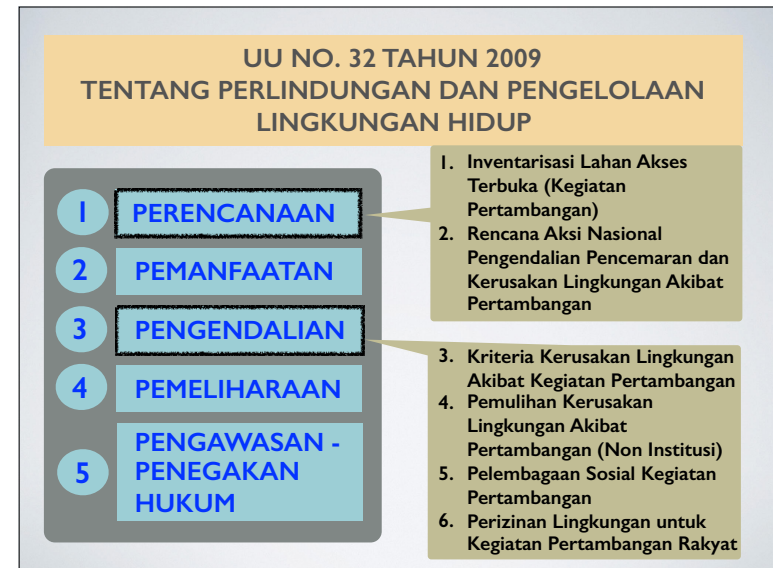 UU NO. 32 TAHUN 2009
TENTANG PERLINDUNGAN DAN PENGELOLAAN
LINGKUNGAN HIDUP
1 PERENCANAAN
2 PEMANFAATAN
3 PENGENDALIAN
4 PEMELIHARAAN
5 PENGAWASAN -
PENEGAKAN
HUKUM
1. Inventarisasi Lahan Akses
Terbuka (Kegiatan
Pertambangan)
2. Rencana Aksi Nasional
Pengendalian Pencemaran dan
Kerusakan Lingkungan Akibat
Pertambangan
3. Kriteria Kerusakan Lingkungan
Akibat Kegiatan Pertambangan
4. Pemulihan Kerusakan
Lingkungan Akibat
Pertambangan (Non Institusi)
5. Pelembagaan Sosial Kegiatan
Pertambangan
6. Perizinan Lingkungan untuk
Kegiatan Pertambangan Rakyat